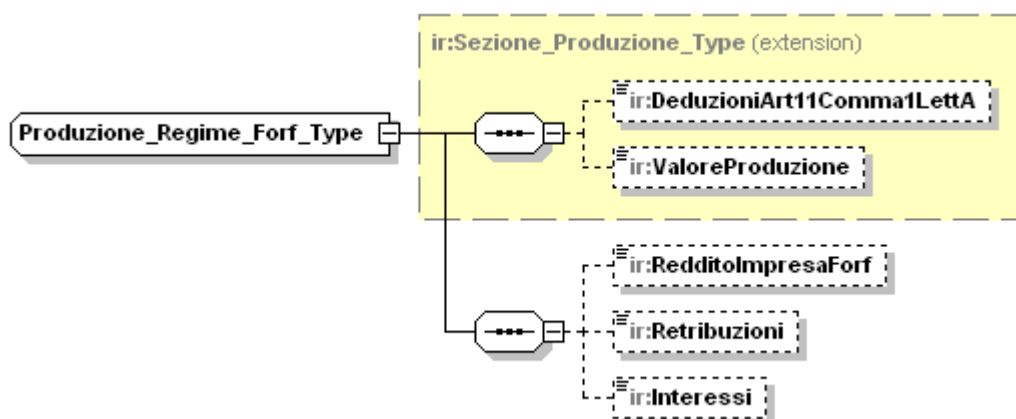 ir:Sezione_Produzione_Type (extension)
ir:DeduzioniArt11Comma1LettA
Produzione_Regime_Forf_Type
ir:ValoreProduzione
ir:RedditoImpresaForf
ir:Retribuzioni
ir:Interessi